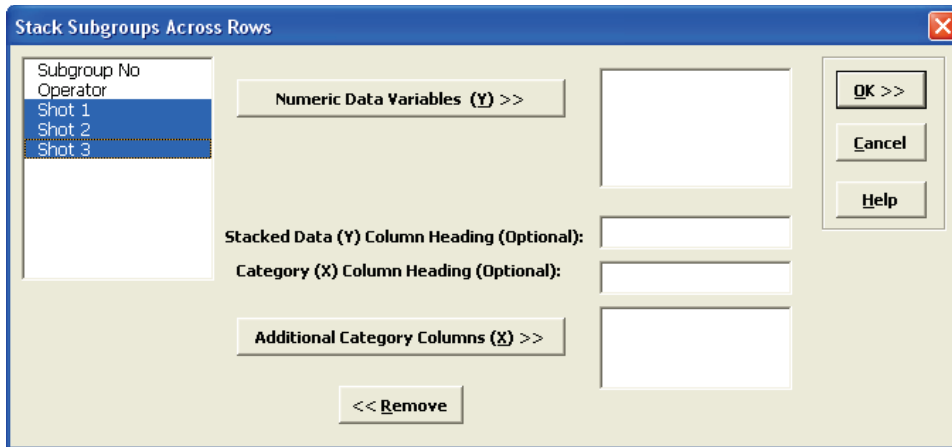 Stack Subgroups Across Rows
Subgroup No
Operator
Shot 1
Shot 2
Shot 3
Numeric Data Variables (Y) >>
Stacked Data (Y) Column Heading (Optional):
Category (X) Column Heading (Optional):
Additional Category Columns (X) >>
<< Remove
OK >>
Cancel
Help